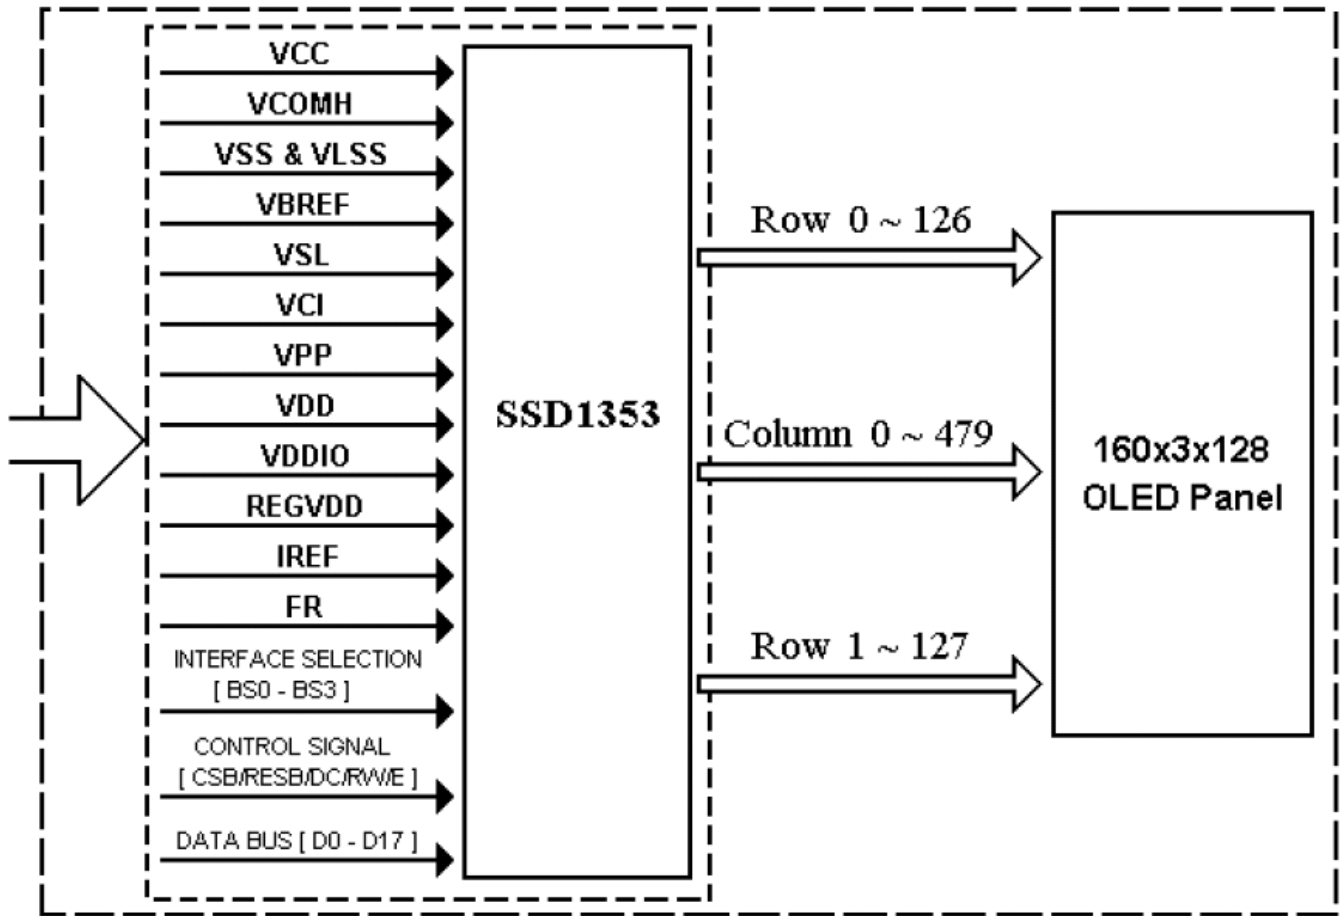 VCC
VCOMH
VSS & VLSS
VBREF
VSL
VCI
VPP
VDD
VDDIO
REGVDD
IREF
FR
INTERFACE SELECTION
[ BS0 - BS3 ]
CONTROL SIGNAL
[ CSB/RESB/DC/RW/E ]
DATA BUS [ D0 - D17 ]
SSD1353
Row 0 ~ 126
Column 0 ~ 479
Row 1 ~ 127
160x3x128
OLED Panel